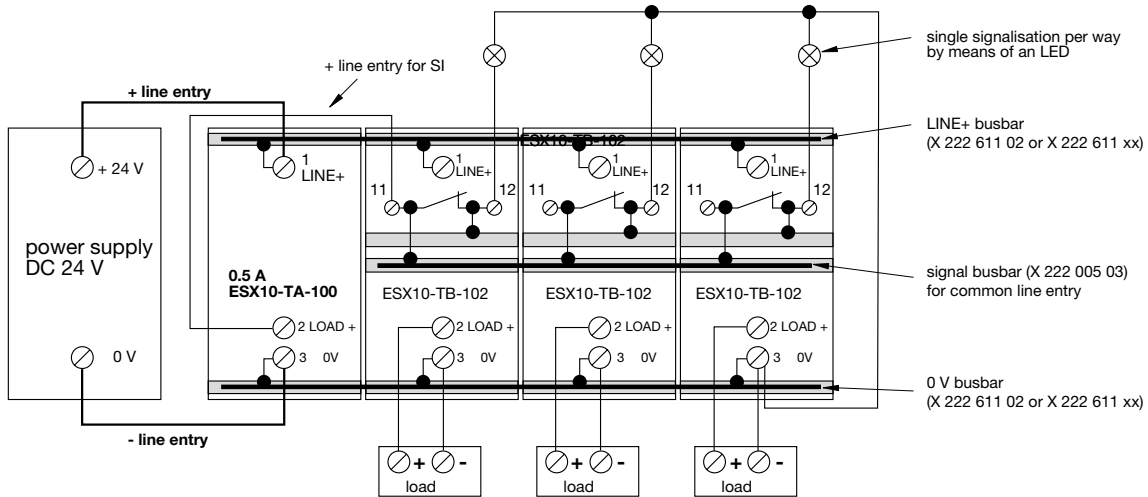 single signalisation per way
by means of an LED
+ line entry for SI
+ line entry
LINE+ busbar
(X 222 611 02 or X 222 611 xx)
ESX10-TB-102
+ 24 V
1
LINE+
1
LINE+
1
LINE+
1
LINE+
11
12
11
12
11
12
power supply
DC 24 V
0.5 A
ESX10-TA-100
ESX10-TB-102
ESX10-TB-102
ESX10-TB-102
signal busbar (X 222 005 03)
for common line entry
2 LOAD +
2 LOAD +
2 LOAD +
2 LOAD +
0 V
3 0V
3 0V
3 0V
3 0V
0 V busbar
(X 222 611 02 or X 222 611 xx)
- line entry
+ -
load
+ -
load
+ -
load